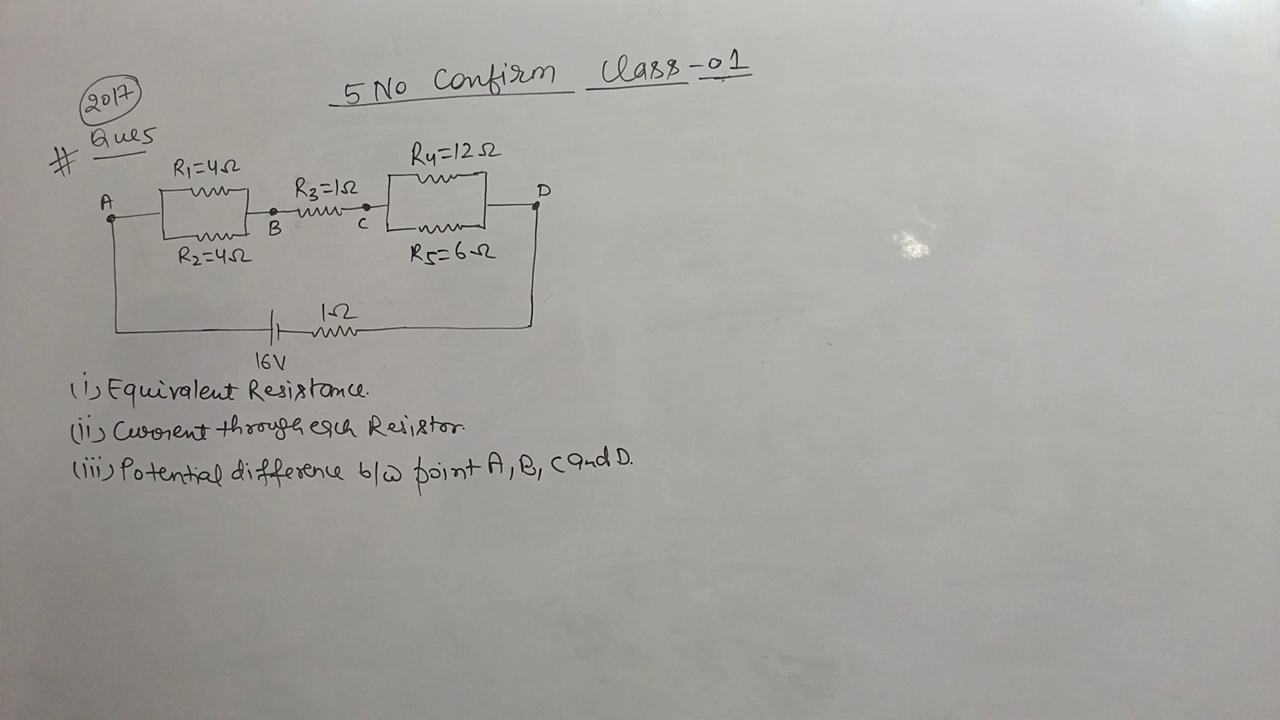 5 No Confirm Class-01
2017
# Ques
R1=4Ω
R2=4Ω
R3=1Ω
R4=12Ω
R5=6Ω
A
B
C
D
1Ω
16V
(i) Equivalent Resistance.
(ii) Current through each Resistor.
(iii) Potential difference b/w point A, B, C and D.